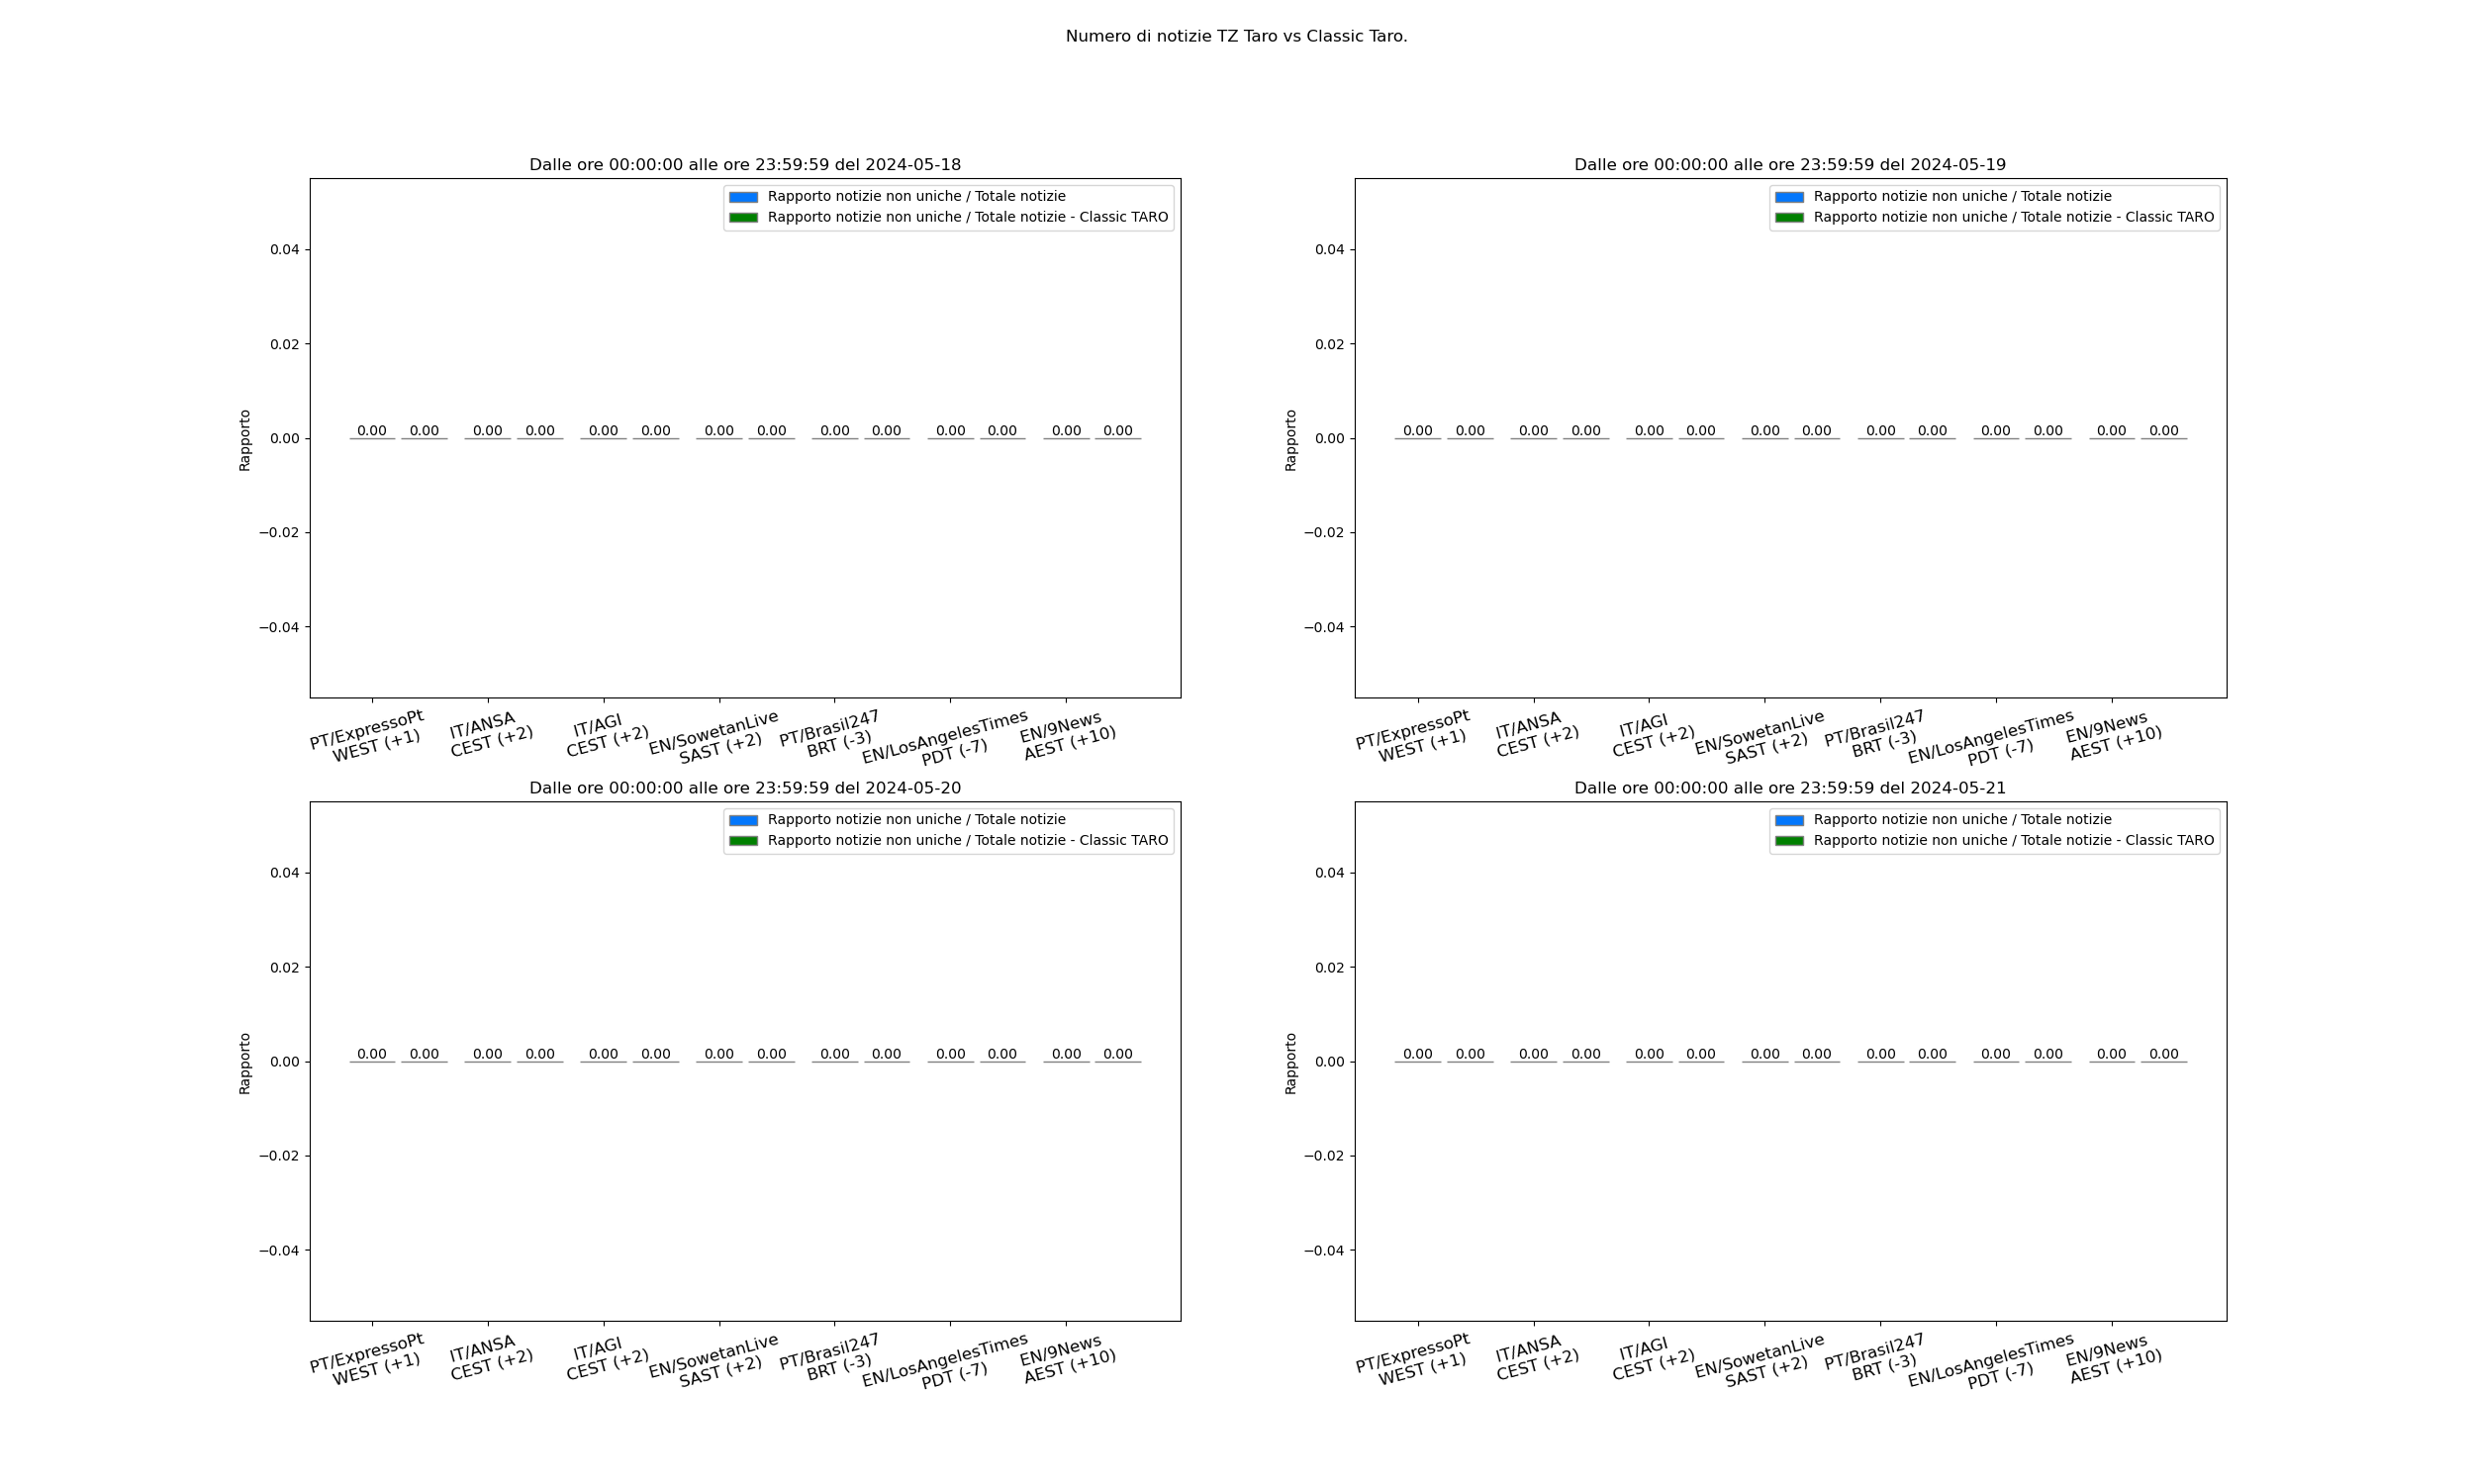 Numero di notizie TZ Taro vs Classic Taro.
Dalle ore 00:00:00 alle ore 23:59:59 del 2024-05-18
Rapporto notizie non uniche / Totale notizie
Rapporto notizie non uniche / Totale notizie - Classic TARO
Rapporto
0.04
0.02
0.00
−0.02
−0.04
0.00 0.00 0.00 0.00 0.00 0.00 0.00 0.00 0.00 0.00 0.00 0.00 0.00 0.00
PT/ExpressoPt
WEST (+1)
IT/ANSA
CEST (+2)
IT/AGI
CEST (+2)
EN/SowetanLive
SAST (+2)
PT/Brasil247
BRT (-3)
EN/LosAngelesTimes
PDT (-7)
EN/9News
AEST (+10)
Dalle ore 00:00:00 alle ore 23:59:59 del 2024-05-19
Rapporto notizie non uniche / Totale notizie
Rapporto notizie non uniche / Totale notizie - Classic TARO
Rapporto
0.04
0.02
0.00
−0.02
−0.04
0.00 0.00 0.00 0.00 0.00 0.00 0.00 0.00 0.00 0.00 0.00 0.00 0.00 0.00
PT/ExpressoPt
WEST (+1)
IT/ANSA
CEST (+2)
IT/AGI
CEST (+2)
EN/SowetanLive
SAST (+2)
PT/Brasil247
BRT (-3)
EN/LosAngelesTimes
PDT (-7)
EN/9News
AEST (+10)
Dalle ore 00:00:00 alle ore 23:59:59 del 2024-05-20
Rapporto notizie non uniche / Totale notizie
Rapporto notizie non uniche / Totale notizie - Classic TARO
Rapporto
0.04
0.02
0.00
−0.02
−0.04
0.00 0.00 0.00 0.00 0.00 0.00 0.00 0.00 0.00 0.00 0.00 0.00 0.00 0.00
PT/ExpressoPt
WEST (+1)
IT/ANSA
CEST (+2)
IT/AGI
CEST (+2)
EN/SowetanLive
SAST (+2)
PT/Brasil247
BRT (-3)
EN/LosAngelesTimes
PDT (-7)
EN/9News
AEST (+10)
Dalle ore 00:00:00 alle ore 23:59:59 del 2024-05-21
Rapporto notizie non uniche / Totale notizie
Rapporto notizie non uniche / Totale notizie - Classic TARO
Rapporto
0.04
0.02
0.00
−0.02
−0.04
0.00 0.00 0.00 0.00 0.00 0.00 0.00 0.00 0.00 0.00 0.00 0.00 0.00 0.00
PT/ExpressoPt
WEST (+1)
IT/ANSA
CEST (+2)
IT/AGI
CEST (+2)
EN/SowetanLive
SAST (+2)
PT/Brasil247
BRT (-3)
EN/LosAngelesTimes
PDT (-7)
EN/9News
AEST (+10)